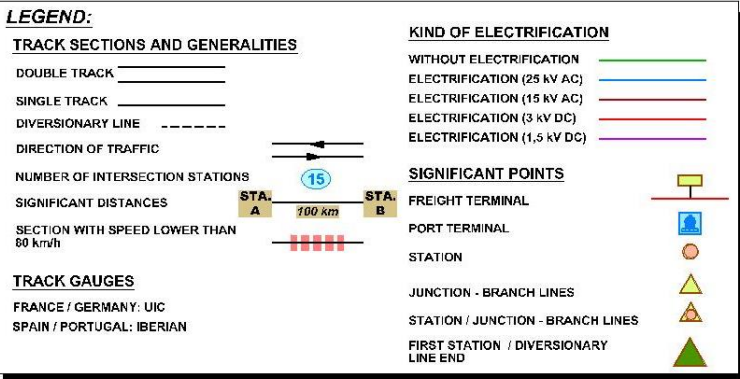 LEGEND:
TRACK SECTIONS AND GENERALITIES
DOUBLE TRACK
SINGLE TRACK
DIVERSIONARY LINE
DIRECTION OF TRAFFIC
NUMBER OF INTERSECTION STATIONS
15
SIGNIFICANT DISTANCES
STA. A
100 km
STA. B
SECTION WITH SPEED LOWER THAN
80 km/h
TRACK GAUGES
FRANCE / GERMANY: UIC
SPAIN / PORTUGAL: IBERIAN
KIND OF ELECTRIFICATION
WITHOUT ELECTRIFICATION
ELECTRIFICATION (25 kV AC)
ELECTRIFICATION (15 kV AC)
ELECTRIFICATION (3 kV DC)
ELECTRIFICATION (1,5 kV DC)
SIGNIFICANT POINTS
FREIGHT TERMINAL
PORT TERMINAL
STATION
JUNCTION - BRANCH LINES
STATION / JUNCTION - BRANCH LINES
FIRST STATION / DIVERSIONARY
LINE END